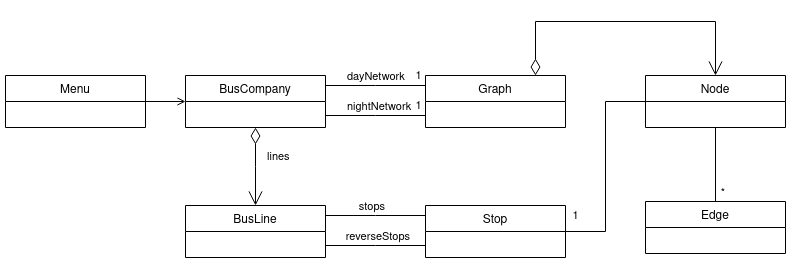 Menu
BusCompany
dayNetwork 1
nightNetwork 1
Graph
Node
lines
BusLine
stops
reverseStops
Stop
1
*
Edge